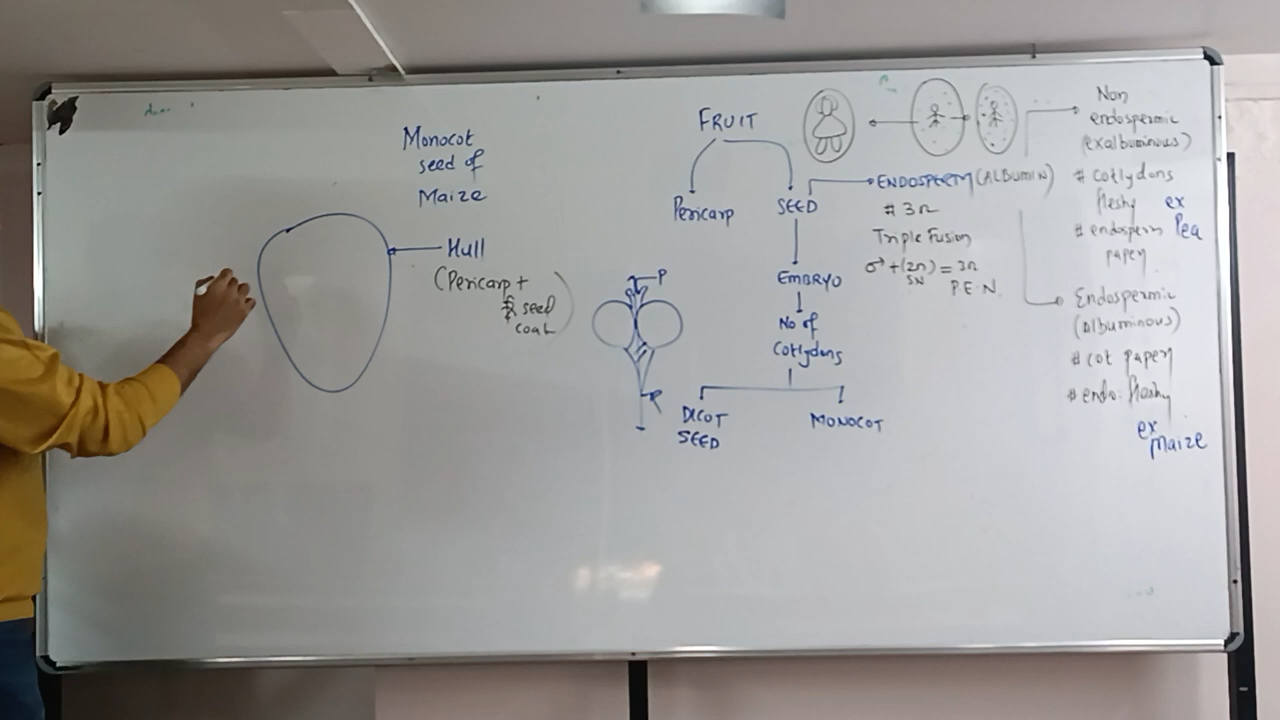 Monocot
seed of
Maize
Hull
(Pericarp +
seed
coat)
P
R
FRUIT
Pericarp
SEED
EMBRYO
No of
Cotlydons
DICOT
SEED
MONOCOT
ENDOSPERM (ALBUMIN)
# 3n
Triple Fusion
♂ + (2n) = 3n
SN
P.E.N.
Non
endospermic
(exalbuminous)
# cotlydons
fleshy
# endosperm
papery
ex
Pea
Endospermic
(albuminous)
# cot papery
# endo. fleshy
ex
Maize